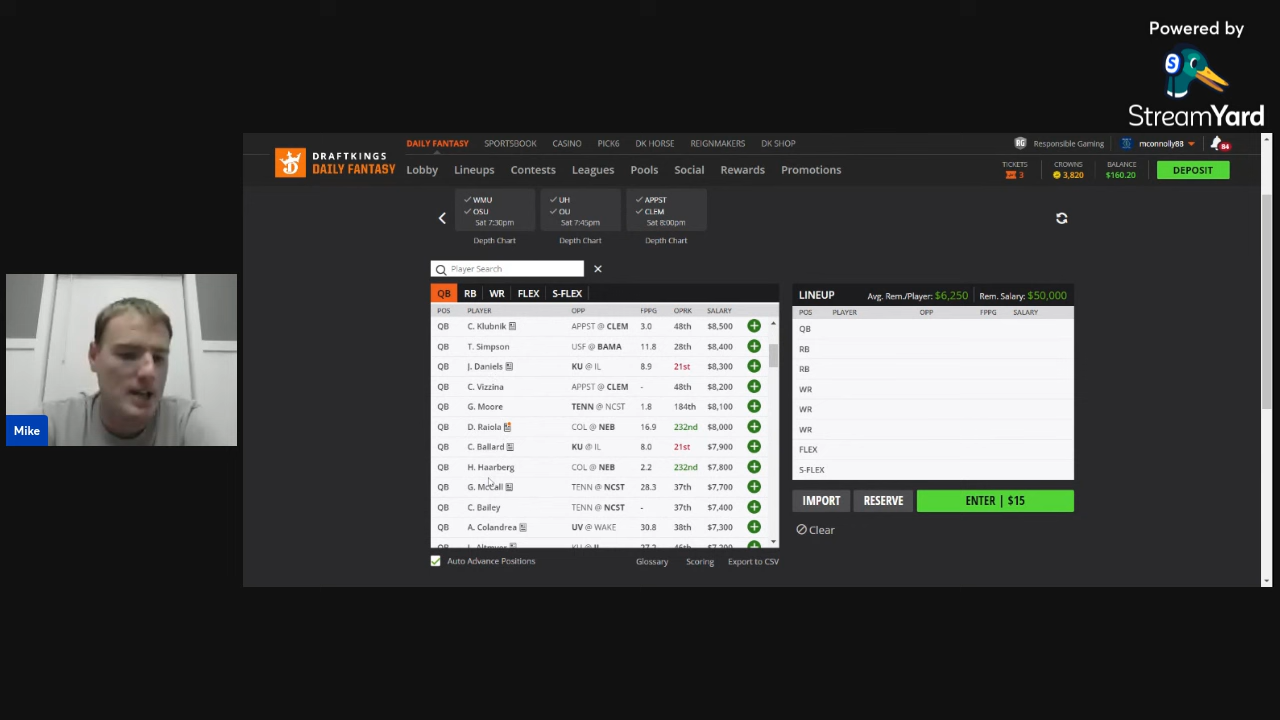 Powered by
S
StreamYard
DAILY FANTASY SPORTSBOOK CASINO PICK6 DK HORSE REIGNMAKERS DK SHOP
RG Responsible Gaming mconnolly88 84
DRAFTKINGS
DAILY FANTASY
Lobby Lineups Contests Leagues Pools Social Rewards Promotions
TICKETS CROWNS BALANCE
3 3,820 $160.20
DEPOSIT
WMU UH APPST
OSU OU CLEM
Sat 7:30pm Sat 7:45pm Sat 8:00pm
Depth Chart Depth Chart Depth Chart
Player Search
QB RB WR FLEX S-FLEX
POS PLAYER OPP FPPG OPRK SALARY
QB C. Klubnik APPST @ CLEM 3.0 48th $8,500
QB T. Simpson USF @ BAMA 11.8 28th $8,400
QB J. Daniels KU @ IL 8.9 21st $8,300
QB C. Vizzina APPST @ CLEM - 48th $8,200
QB G. Moore TENN @ NCST 1.8 184th $8,100
QB D. Raiola COL @ NEB 16.9 232nd $8,000
QB C. Ballard KU @ IL 8.0 21st $7,900
QB H. Haarberg COL @ NEB 2.2 232nd $7,800
QB G. McCall TENN @ NCST 28.3 37th $7,700
QB C. Bailey TENN @ NCST - 37th $7,400
QB A. Colandrea UV @ WAKE 30.8 38th $7,300
Auto Advance Positions
Glossary Scoring Export to CSV
LINEUP Avg. Rem./Player: $6,250 Rem. Salary: $50,000
POS PLAYER OPP FPPG SALARY
QB
RB
RB
WR
WR
WR
FLEX
S-FLEX
IMPORT RESERVE ENTER | $15
Clear
Mike